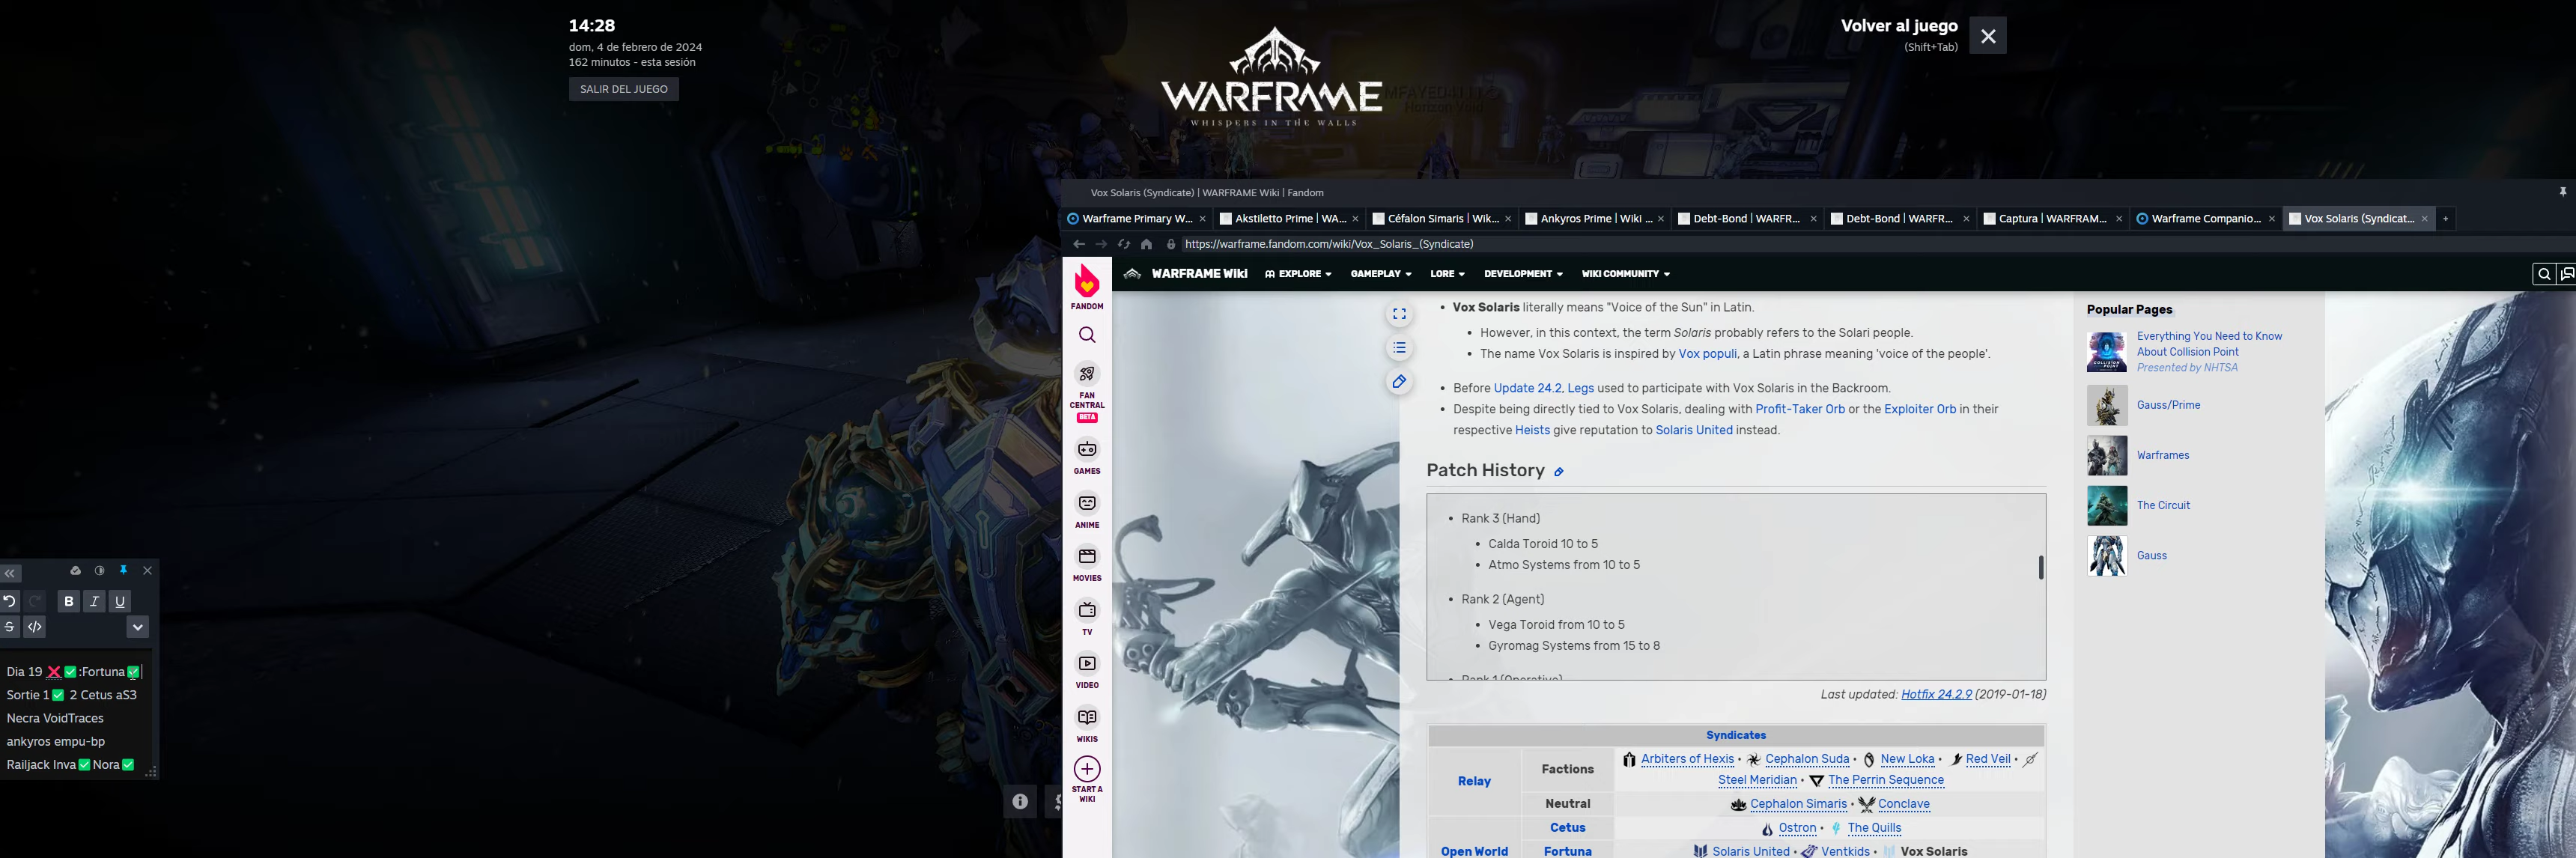 14:28
dom, 4 de febrero de 2024
162 minutos - esta sesión
SALIR DEL JUEGO
WARFRAME
WHISPERS IN THE WALLS
Volver al juego
(Shift+Tab)
Vox Solaris (Syndicate) | WARFRAME Wiki | Fandom
Warframe Primary W...
Akstiletto Prime | WA...
Céfalon Simaris | Wik...
Ankyros Prime | Wiki ...
Debt-Bond | WARFR...
Debt-Bond | WARFR...
Captura | WARFRAM...
Warframe Companio...
Vox Solaris (Syndicat...
https://warframe.fandom.com/wiki/Vox_Solaris_(Syndicate)
FANDOM
FAN CENTRAL
BETA
GAMES
ANIME
MOVIES
TV
VIDEO
WIKIS
START A WIKI
WARFRAME Wiki
EXPLORE
GAMEPLAY
LORE
DEVELOPMENT
WIKI COMMUNITY
Vox Solaris literally means "Voice of the Sun" in Latin.
However, in this context, the term Solaris probably refers to the Solari people.
The name Vox Solaris is inspired by Vox populi, a Latin phrase meaning 'voice of the people'.
Before Update 24.2, Legs used to participate with Vox Solaris in the Backroom.
Despite being directly tied to Vox Solaris, dealing with Profit-Taker Orb or the Exploiter Orb in their
respective Heists give reputation to Solaris United instead.
Patch History
Rank 3 (Hand)
Calda Toroid 10 to 5
Atmo Systems from 10 to 5
Rank 2 (Agent)
Vega Toroid from 10 to 5
Gyromag Systems from 15 to 8
Rank 1 (Operative)
Last updated: Hotfix 24.2.9 (2019-01-18)
Syndicates
Relay
Factions
Arbiters of Hexis • Cephalon Suda • New Loka • Red Veil •
Steel Meridian • The Perrin Sequence
Neutral
Cephalon Simaris • Conclave
Open World
Cetus
Ostron • The Quills
Fortuna
Solaris United • Ventkids • Vox Solaris
Popular Pages
Everything You Need to Know
About Collision Point
Presented by NHTSA
Gauss/Prime
Warframes
The Circuit
Gauss
B I U
S </>
Dia 19 ❌✅:Fortuna✅
Sortie 1✅ 2 Cetus aS3
Necra VoidTraces
ankyros empu-bp
Railjack Inva✅Nora✅